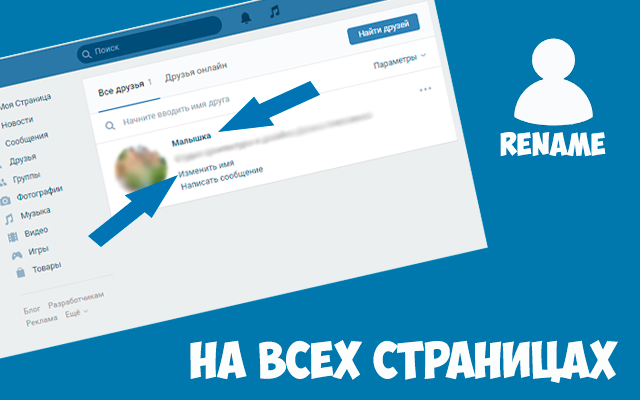 Поиск
Моя Страница
Новости
Сообщения
Друзья
Группы
Фотографии
Музыка
Видео
Игры
Товары
Блог Разработчикам
Реклама Ещё
Все друзья 1 Друзья онлайн
Найти друзей
Начните вводить имя друга
Параметры
Малышка
Изменить имя
Написать сообщение
RENAME
НА ВСЕХ СТРАНИЦАХ